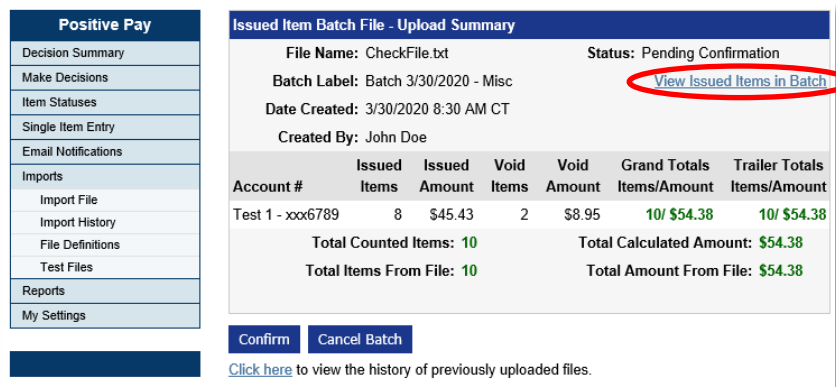 Positive Pay
Decision Summary
Make Decisions
Item Statuses
Single Item Entry
Email Notifications
Imports
Import File
Import History
File Definitions
Test Files
Reports
My Settings
Issued Item Batch File - Upload Summary
File Name: CheckFile.txt Status: Pending Confirmation
Batch Label: Batch 3/30/2020 - Misc View Issued Items in Batch
Date Created: 3/30/2020 8:30 AM CT
Created By: John Doe
Issued Issued Void Void Grand Totals Trailer Totals
Account # Items Amount Items Amount Items/Amount Items/Amount
Test 1 - xxx6789 8 $45.43 2 $8.95 10/ $54.38 10/ $54.38
Total Counted Items: 10 Total Calculated Amount: $54.38
Total Items From File: 10 Total Amount From File: $54.38
Confirm Cancel Batch
Click here to view the history of previously uploaded files.